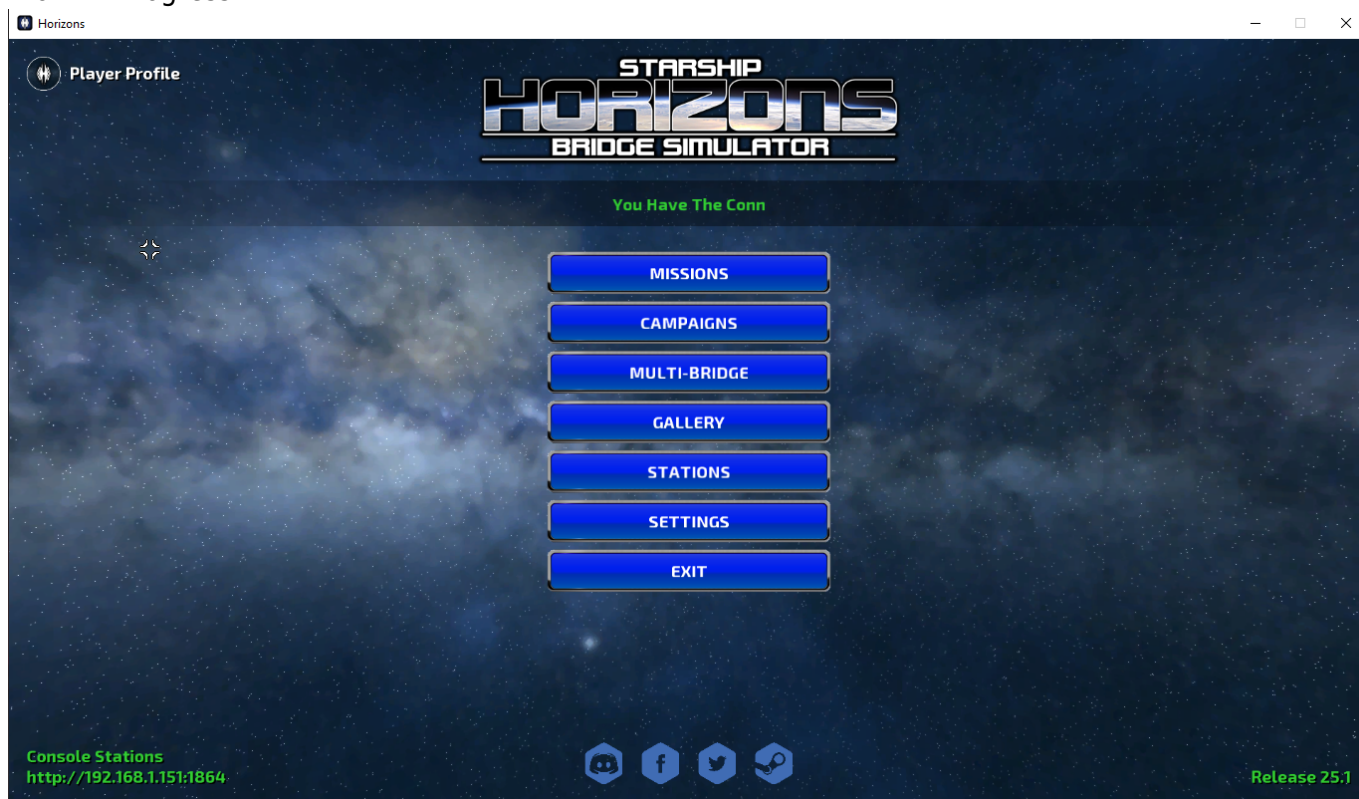 Horizons
Player Profile
STARSHIP
HORIZONS
BRIDGE SIMULATOR
You Have The Conn
MISSIONS
CAMPAIGNS
MULTI-BRIDGE
GALLERY
STATIONS
SETTINGS
EXIT
Console Stations
http://192.168.1.151:1864
Release 25.1